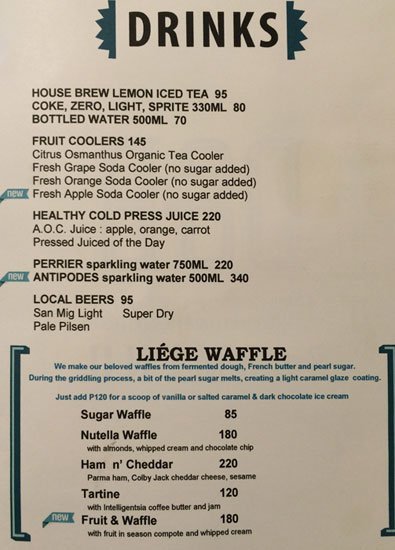 DRINKS
HOUSE BREW LEMON ICED TEA 95
COKE, ZERO, LIGHT, SPRITE 330ML 80
BOTTLED WATER 500ML 70
FRUIT COOLERS 145
Citrus Osmanthus Organic Tea Cooler
Fresh Grape Soda Cooler (no sugar added)
Fresh Orange Soda Cooler (no sugar added)
new Fresh Apple Soda Cooler (no sugar added)
HEALTHY COLD PRESS JUICE 220
A.O.C. Juice : apple, orange, carrot
Pressed Juiced of the Day
PERRIER sparkling water 750ML 220
new ANTIPODES sparkling water 500ML 340
LOCAL BEERS 95
San Mig Light Super Dry
Pale Pilsen
LIÉGE WAFFLE
We make our beloved waffles from fermented dough, French butter and pearl sugar.
During the griddling process, a bit of the pearl sugar melts, creating a light caramel glaze coating.
Just add P120 for a scoop of vanilla or salted caramel & dark chocolate ice cream
Sugar Waffle 85
Nutella Waffle 180
with almonds, whipped cream and chocolate chip
Ham n' Cheddar 220
Parma ham, Colby Jack cheddar cheese, sesame
Tartine 120
with Intelligentsia coffee butter and jam
new Fruit & Waffle 180
with fruit in season compote and whipped cream